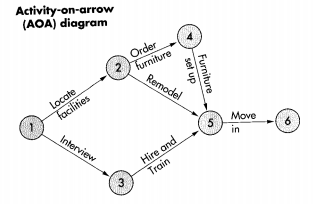 Activity-on-arrow
(AOA) diagram
4
Order
furniture
2
Furniture
set up
Remodel
Locate
facilities
Move
in
1
5
6
Interview
Hire and
Train
3